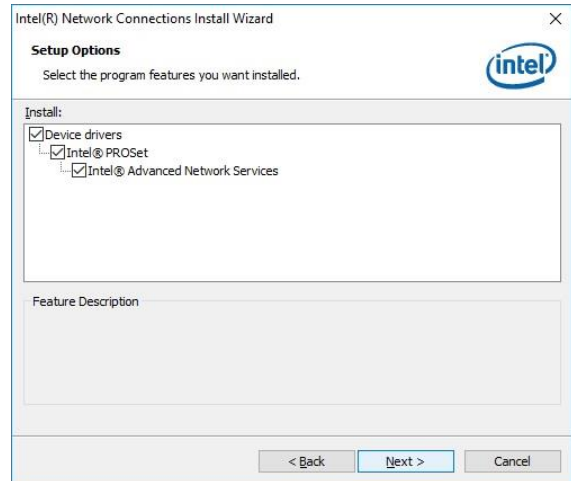 Intel(R) Network Connections Install Wizard
Setup Options
Select the program features you want installed.
intel
Install:
Device drivers
Intel® PROSet
Intel® Advanced Network Services
Feature Description
< Back
Next >
Cancel